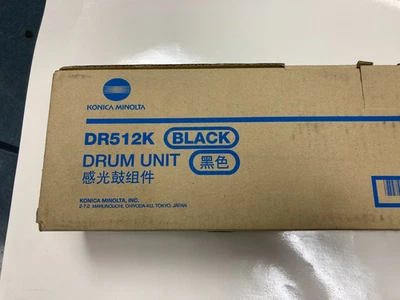 KONICA MINOLTA
DR512K BLACK
DRUM UNIT 黑色
感光鼓组件
KONICA MINOLTA, INC.
2-7-2 MARUNOUCHI, CHIYODA-KU, TOKYO, JAPAN